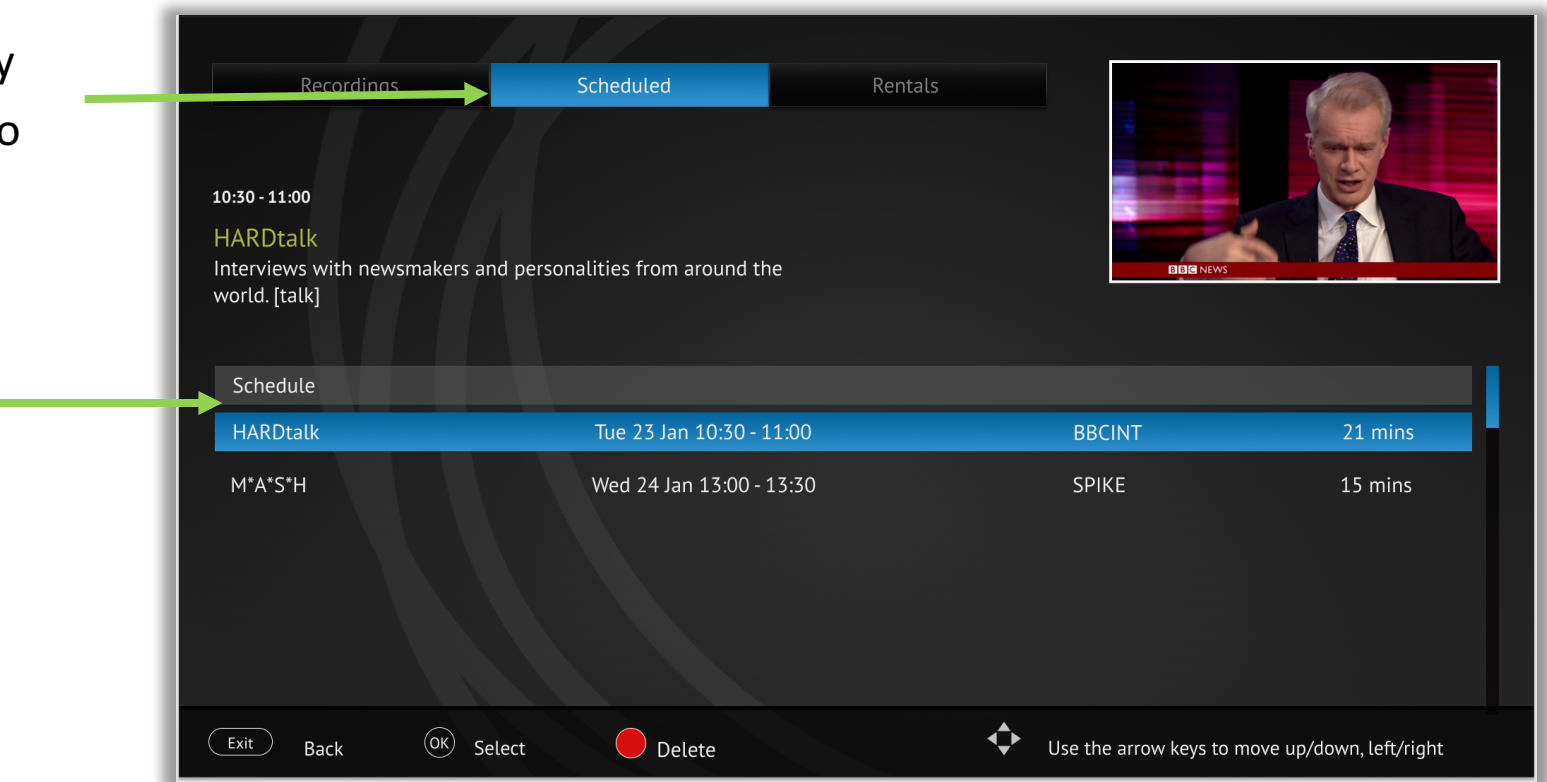 y
o
Recordings Scheduled Rentals
10:30 - 11:00
HARDtalk
Interviews with newsmakers and personalities from around the
world. [talk]
BBC NEWS
Schedule
HARDtalk Tue 23 Jan 10:30 - 11:00 BBCINT 21 mins
M*A*S*H Wed 24 Jan 13:00 - 13:30 SPIKE 15 mins
Exit Back OK Select Delete Use the arrow keys to move up/down, left/right